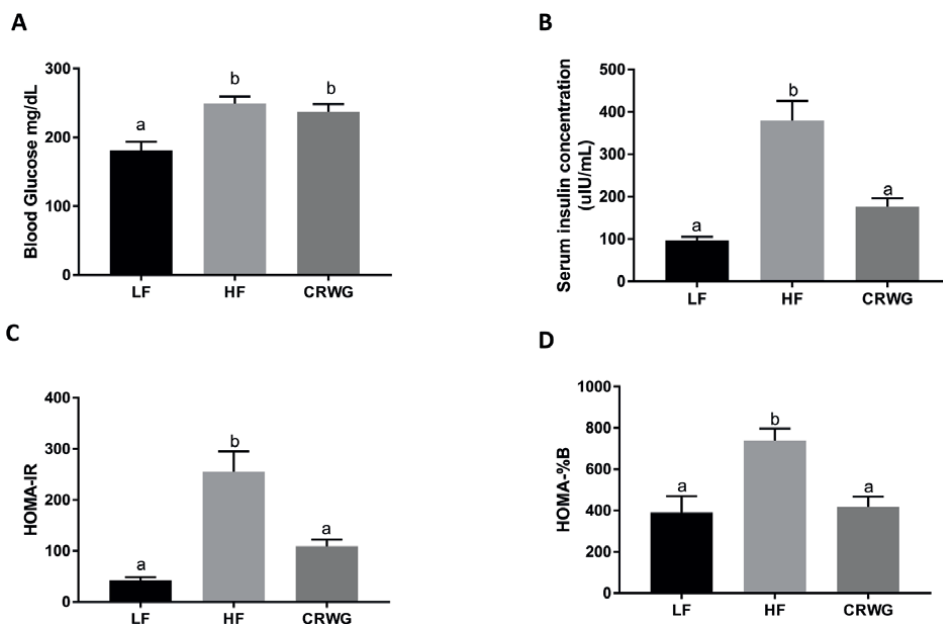 A
Blood Glucose mg/dL
300
200
100
0
a
b
b
LF
HF
CRWG
B
Serum insulin concentration
(uIU/mL)
500
400
300
200
100
0
a
b
a
LF
HF
CRWG
C
HOMA-IR
400
300
200
100
0
a
b
a
LF
HF
CRWG
D
HOMA-%B
1000
800
600
400
200
0
a
b
a
LF
HF
CRWG